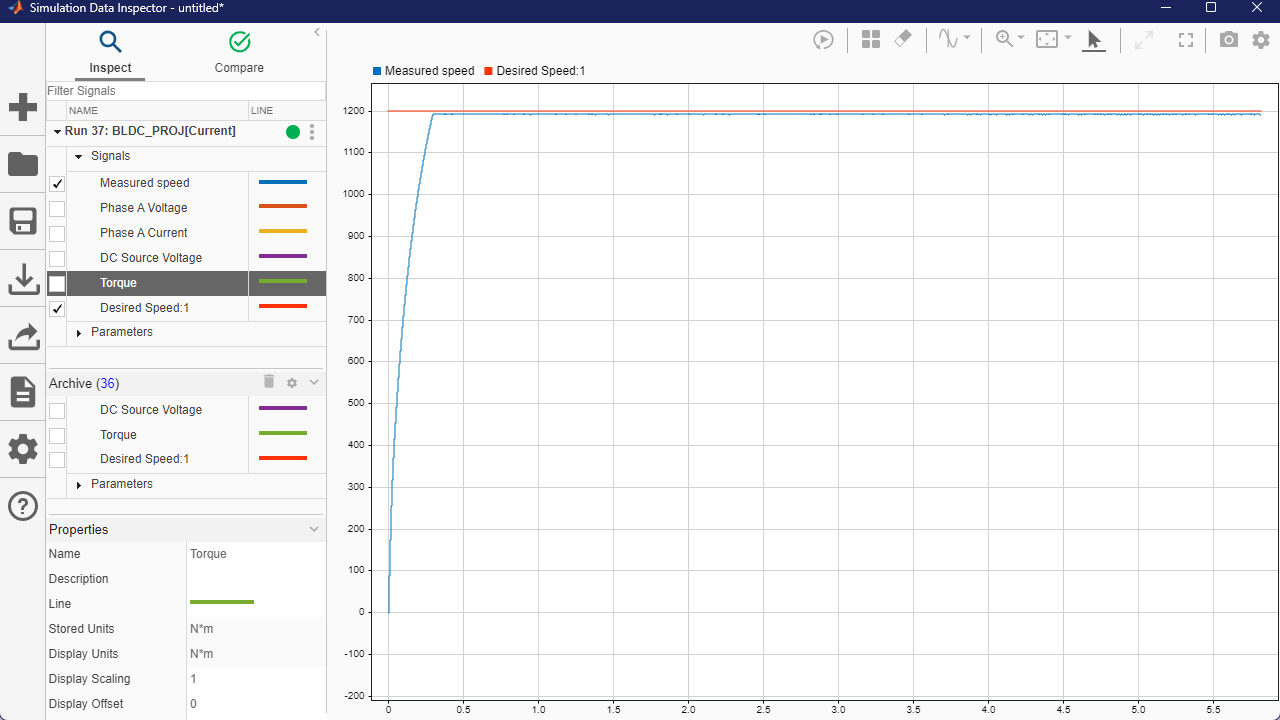 Simulation Data Inspector - untitled*
Inspect
Compare
Filter Signals
NAME
LINE
Run 37: BLDC_PROJ[Current]
Signals
Measured speed
Phase A Voltage
Phase A Current
DC Source Voltage
Torque
Desired Speed:1
Parameters
Archive (36)
DC Source Voltage
Torque
Desired Speed:1
Parameters
Properties
Name Torque
Description
Line
Stored Units N*m
Display Units N*m
Display Scaling 1
Display Offset 0
Measured speed Desired Speed:1
1200
1100
1000
900
800
700
600
500
400
300
200
100
0
-100
-200
0 0.5 1.0 1.5 2.0 2.5 3.0 3.5 4.0 4.5 5.0 5.5